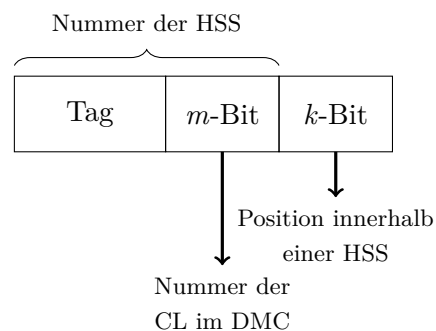 Nummer der HSS
Tag m-Bit k-Bit
Position innerhalb
einer HSS
Nummer der
CL im DMC